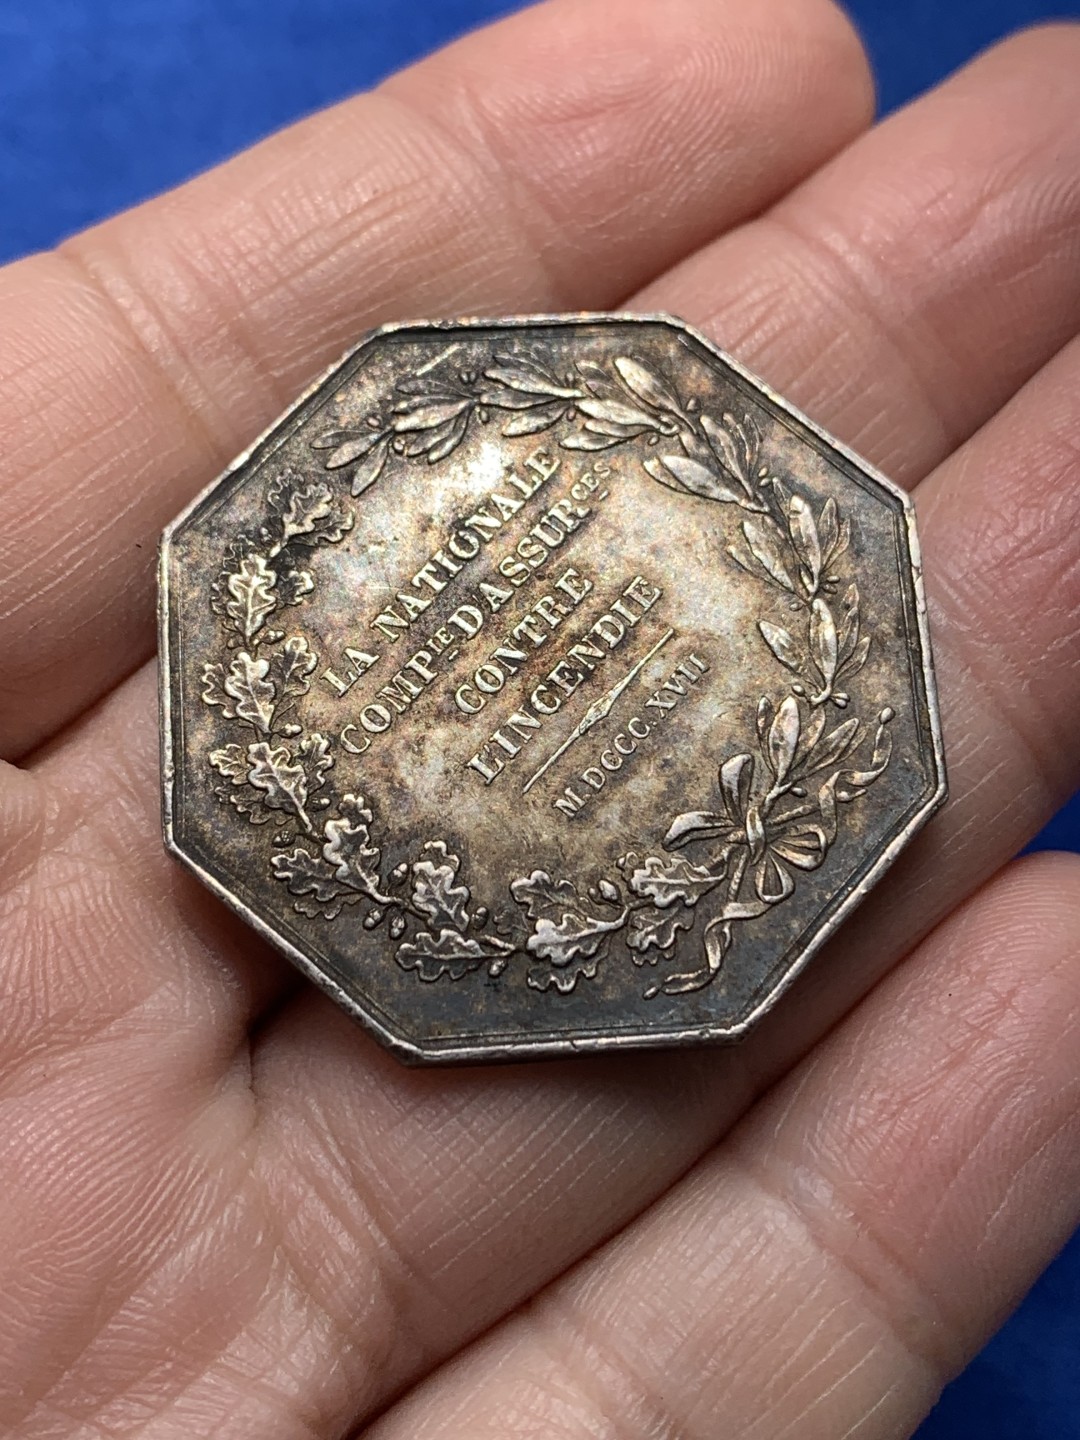 LA NATIONALE
COMPIE D'ASSURCES
CONTRE
L'INCENDIE
M.DCCC.XVII